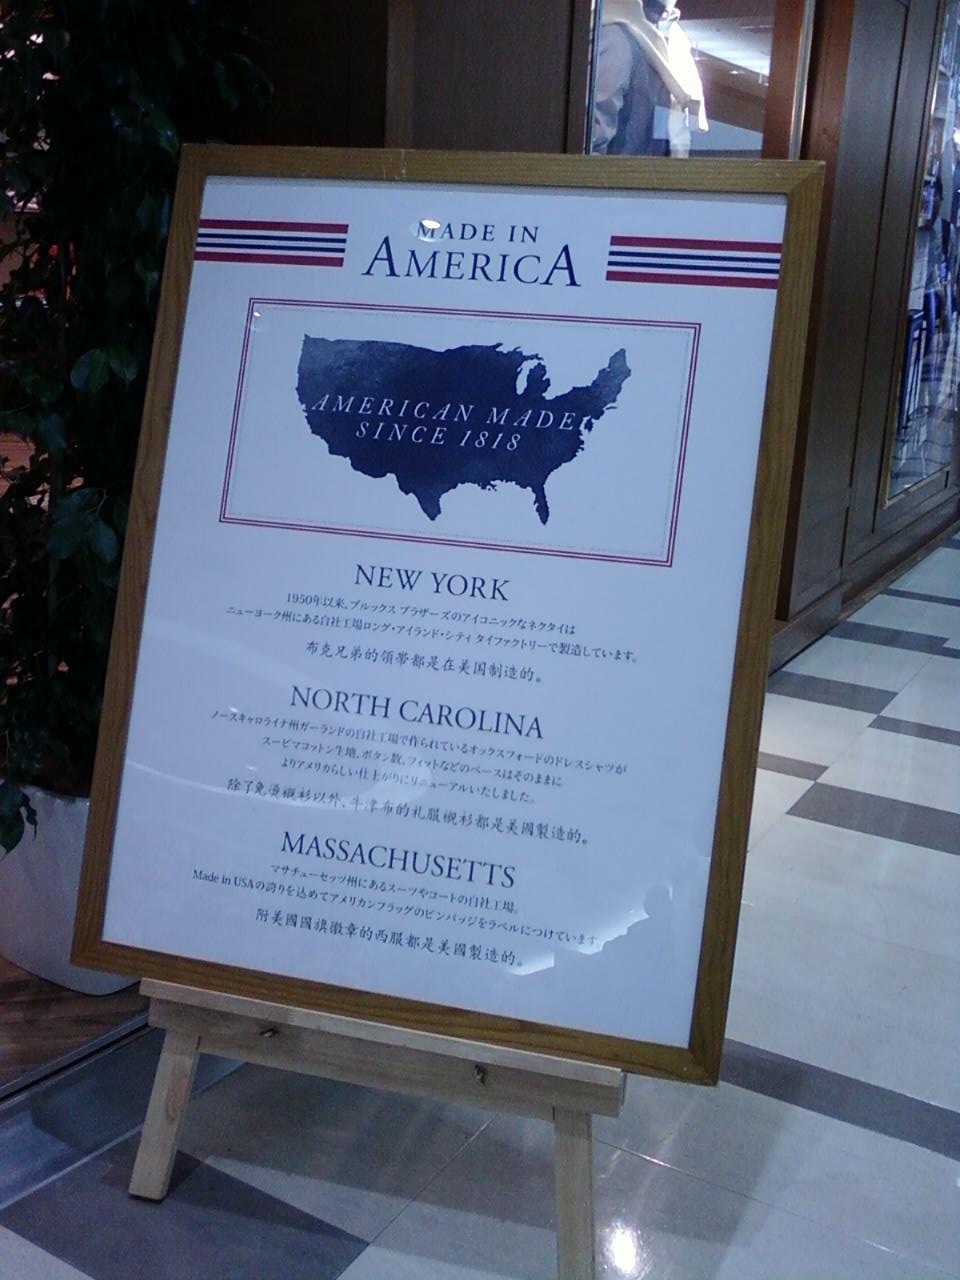 MADE IN
AMERICA
AMERICAN MADE
SINCE 1818
NEW YORK
1950年以来、ブルックス ブラザーズのアイコニックなネクタイは
ニューヨーク州にある自社工場ロング・アイランド・シティ タイファクトリーで製造しています。
布克兄弟的領帯都是在美国制造的。
NORTH CAROLINA
ノースキャロライナ州ガーランドの自社工場で作られているオックスフォードのドレスシャツが
スーピマコットン生地、ボタン数、フィットなどのベースはそのままに
よりアメリカらしい仕上がりにリニューアルいたしました。
除了免燙襯衫以外、牛津布的礼服襯衫都是美國製造的。
MASSACHUSETTS
マサチューセッツ州にあるスーツやコートの自社工場。
Made in USAの誇りを込めてアメリカンフラッグのピンバッジをラペルにつけています
附美國國旗徽章的西服都是美國製造的。